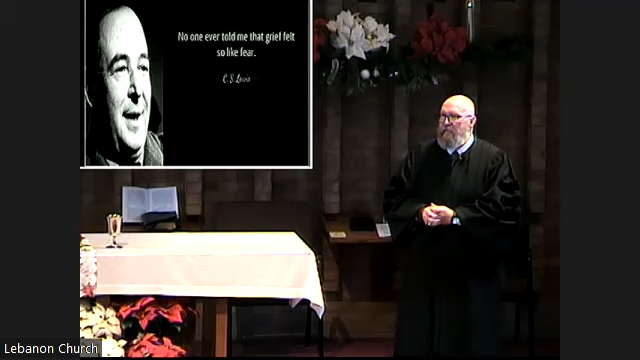 No one ever told me that grief felt
so like fear.
C. S. Lewis
Lebanon Church